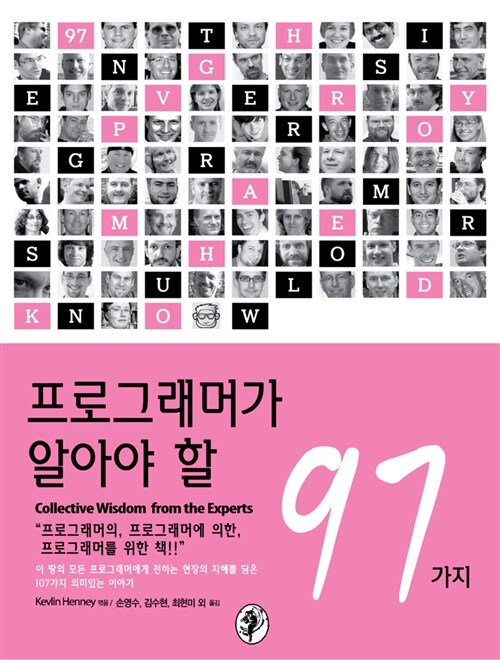 97 T H I
N G S
E V E R Y
P R O
G R
A M
M E R
S H O
U L D
K N O W
프로그래머가
알아야 할
97
가지
Collective Wisdom from the Experts
“프로그래머의, 프로그래머에 의한,
프로그래머를 위한 책!!”
이 땅의 모든 프로그래머에게 전하는 현장의 지혜를 담은
107가지 의미있는 이야기
Kevlin Henney 엮음 / 손영수, 김수현, 최현미 외 옮김